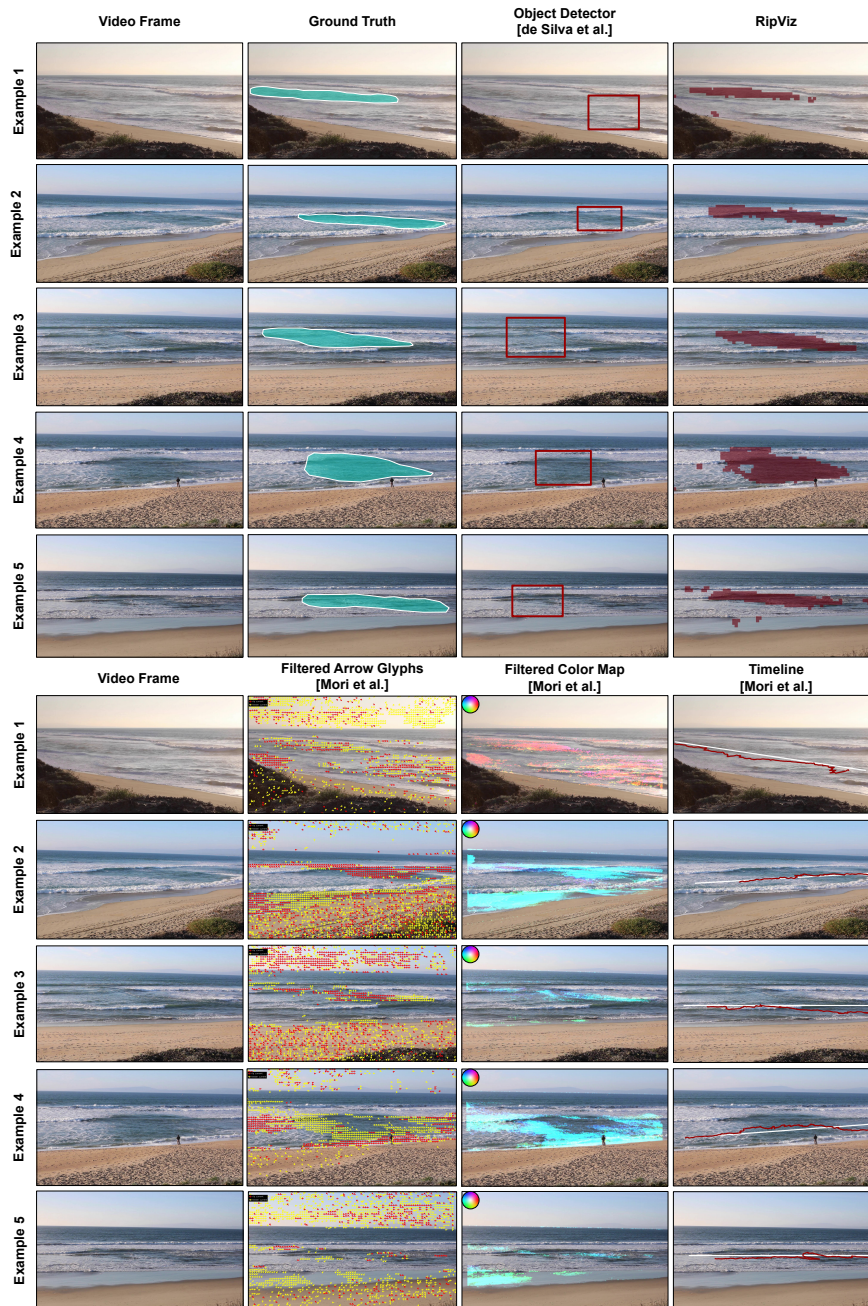 Video Frame
Ground Truth
Object Detector
[de Silva et al.]
RipViz
Example 1
Example 2
Example 3
Example 4
Example 5
Video Frame
Filtered Arrow Glyphs
[Mori et al.]
Filtered Color Map
[Mori et al.]
Timeline
[Mori et al.]
Example 1
Example 2
Example 3
Example 4
Example 5